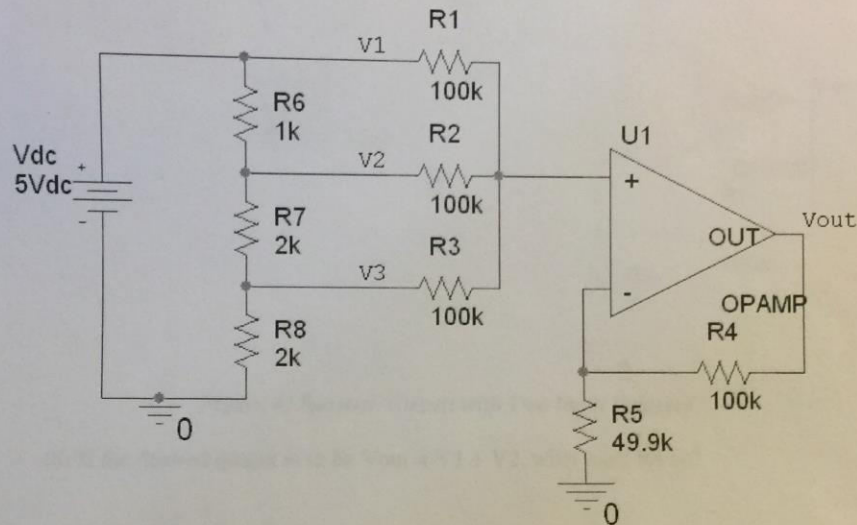 R1
V1
100k
R6
1k
R2
U1
Vdc
+
V2
+
5Vdc
100k
-
R7
2k
Vout
OUT
V3
R3
-
OPAMP
100k
R4
R8
2k
100k
R5
49.9k
0
0